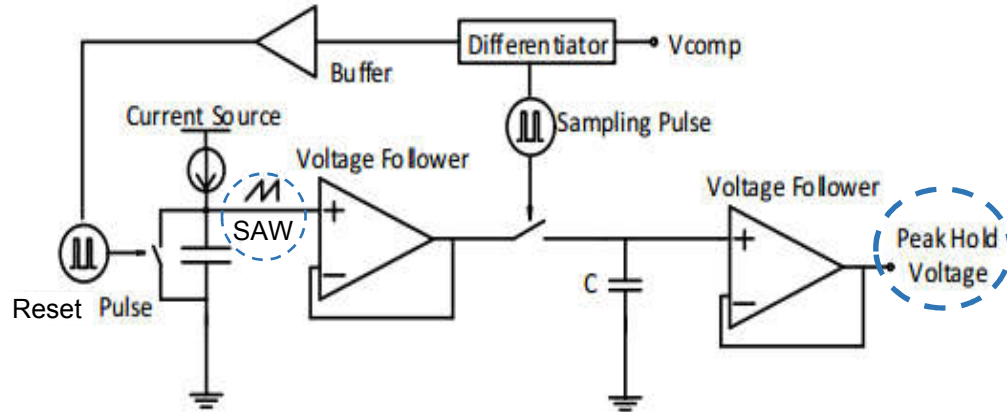 Differentiator
Vcomp
Buffer
Current Source
Sampling Pulse
Voltage Follower
Voltage Follower
+
SAW
+
Peak Hold
Voltage
−
C
Reset Pulse
−